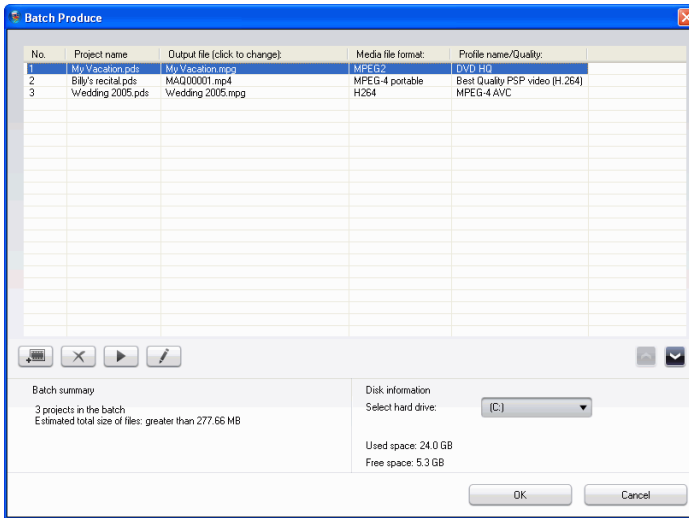 Batch Produce
No. Project name Output file (click to change): Media file format: Profile name/Quality:
1 My Vacation.pds My Vacation.mpg MPEG2 DVD HQ
2 Billy's recital.pds MAQ00001.mp4 MPEG-4 portable Best Quality PSP video (H.264)
3 Wedding 2005.pds Wedding 2005.mpg H264 MPEG-4 AVC
Batch summary
3 projects in the batch
Estimated total size of files: greater than 277.66 MB
Disk information
Select hard drive: (C:)
Used space: 24.0 GB
Free space: 5.3 GB
OK Cancel